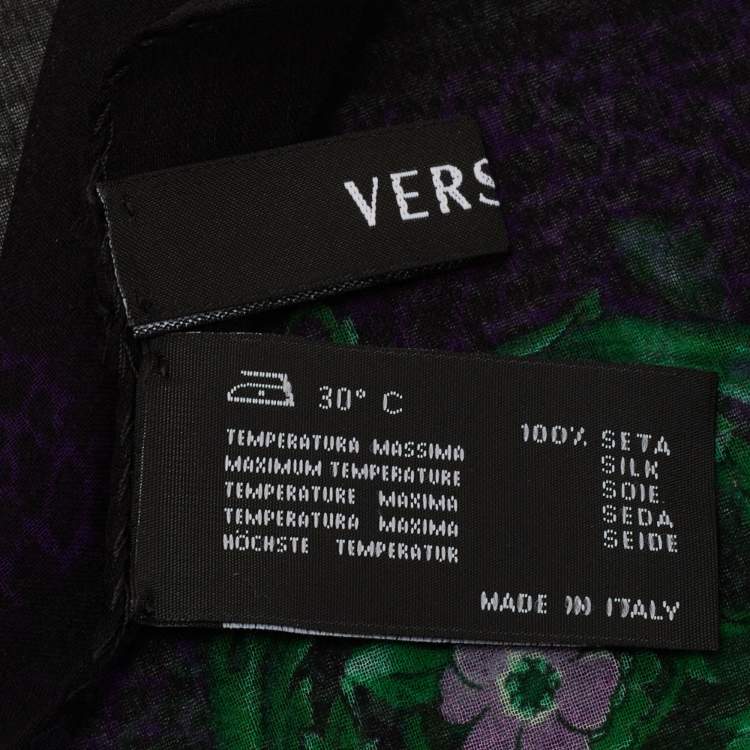 VERS
30° C
TEMPERATURA MASSIMA
MAXIMUM TEMPERATURE
TEMPERATURE MAXIMA
TEMPERATURA MAXIMA
HÖCHSTE TEMPERATUR
100% SETA
SILK
SOIE
SEDA
SEIDE
MADE IN ITALY